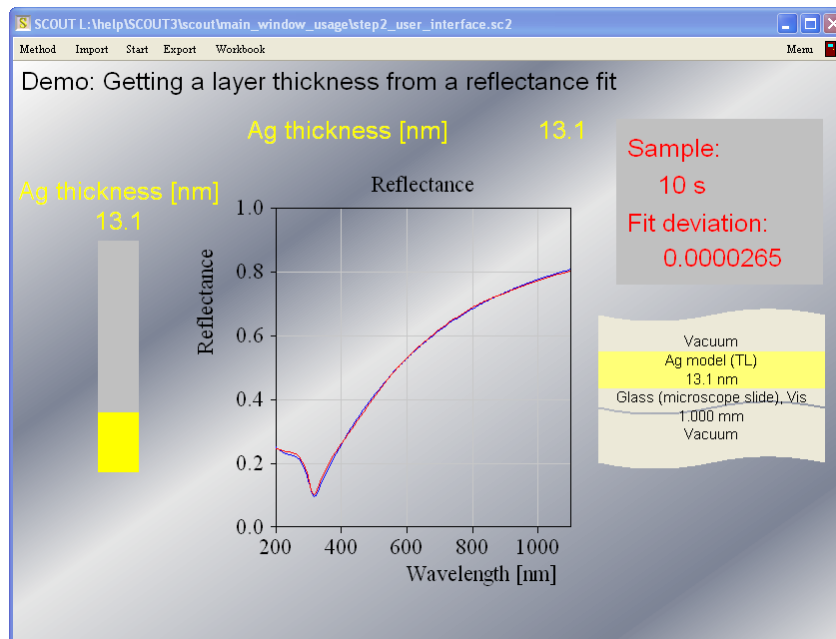 SCOUT L:\help\SCOUT3\scout\main_window_usage\step2_user_interface.sc2
Method Import Start Export Workbook Menu
Demo: Getting a layer thickness from a reflectance fit
Ag thickness [nm] 13.1
Ag thickness [nm]
13.1
Reflectance
Reflectance
1.0
0.8
0.6
0.4
0.2
0.0
200 400 600 800 1000
Wavelength [nm]
Sample:
10 s
Fit deviation:
0.0000265
Vacuum
Ag model (TL)
13.1 nm
Glass (microscope slide), Vis
1.000 mm
Vacuum